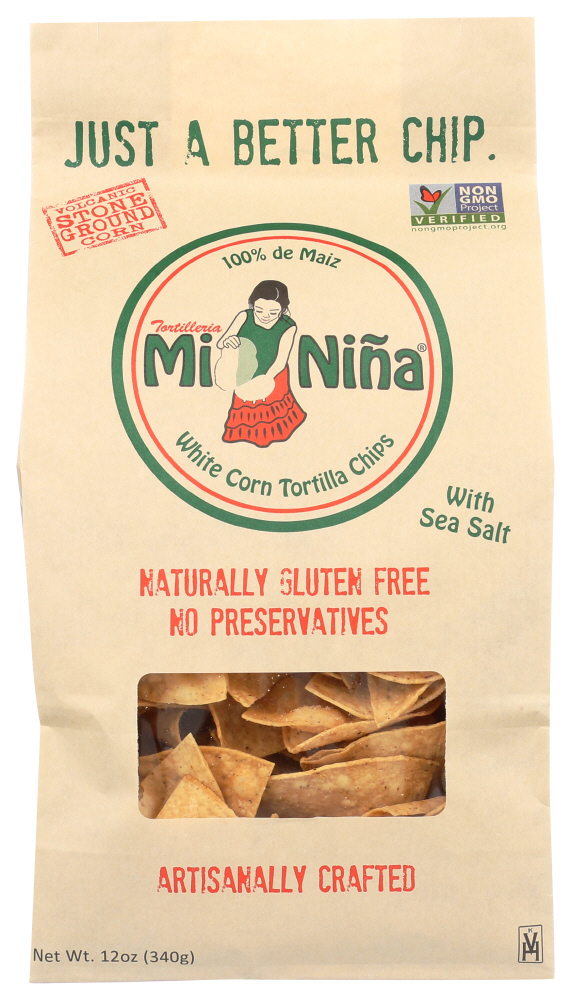 JUST A BETTER CHIP.
VOLCANIC
STONE
GROUND
CORN
NON
GMO
Project
VERIFIED
nongmoproject.org
100% de Maiz
Tortilleria
Mi Niña®
White Corn Tortilla Chips
With
Sea Salt
NATURALLY GLUTEN FREE
NO PRESERVATIVES
ARTISANALLY CRAFTED
Net Wt. 12oz (340g)